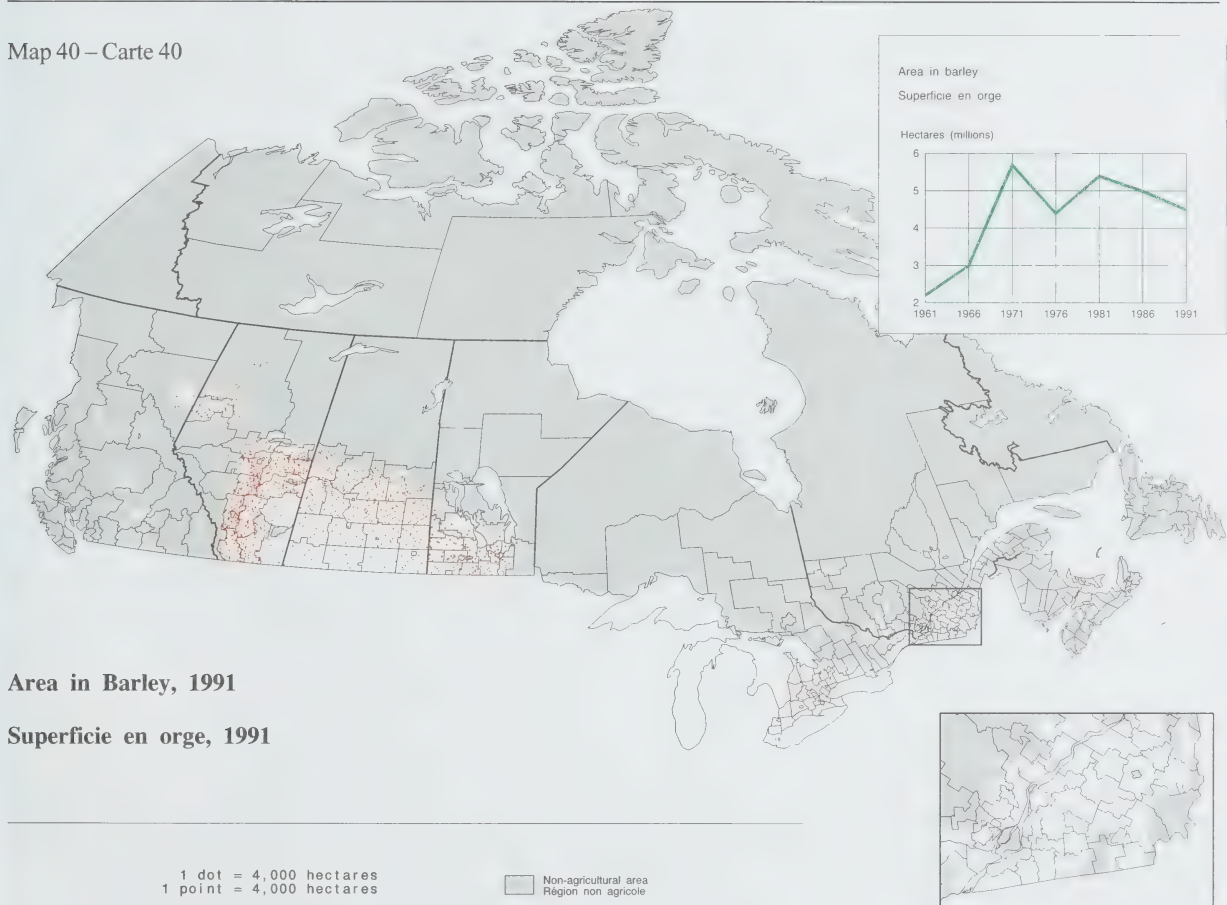 Map 40 – Carte 40
Area in barley
Superficie en orge
Hectares (millions)
6
5
4
3
2
1961 1966 1971 1976 1981 1986 1991
Area in Barley, 1991
Superficie en orge, 1991
1 dot = 4,000 hectares
1 point = 4,000 hectares
Non-agricultural area
Région non agricole